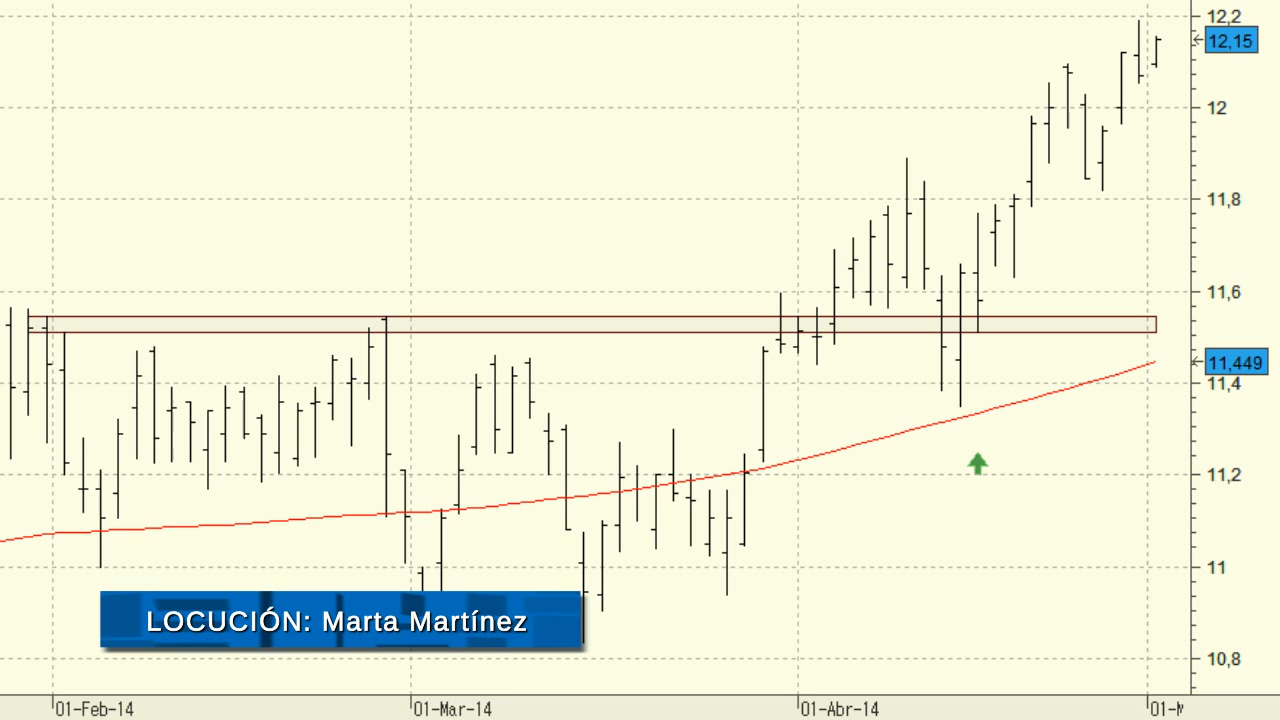 12,2
12,15
12
11,8
11,6
11,449
11,4
11,2
11
LOCUCIÓN: Marta Martínez
10,8
01-Feb-14
01-Mar-14
01-Abr-14
01-M